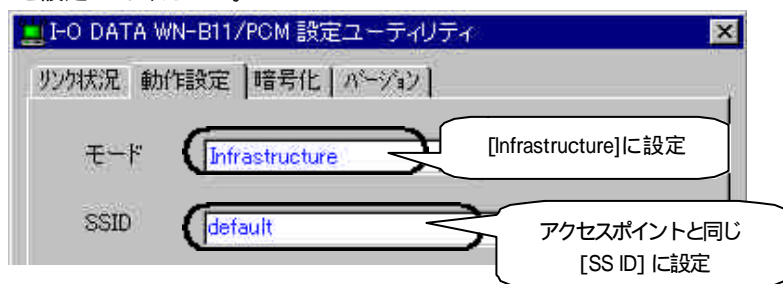 I-O DATA WN-B11/PCM 設定ユーティリティ
リンク状況 動作設定 暗号化 バージョン
モード Infrastructure [Infrastructure]に設定
SSID default アクセスポイントと同じ
[SS ID] に設定